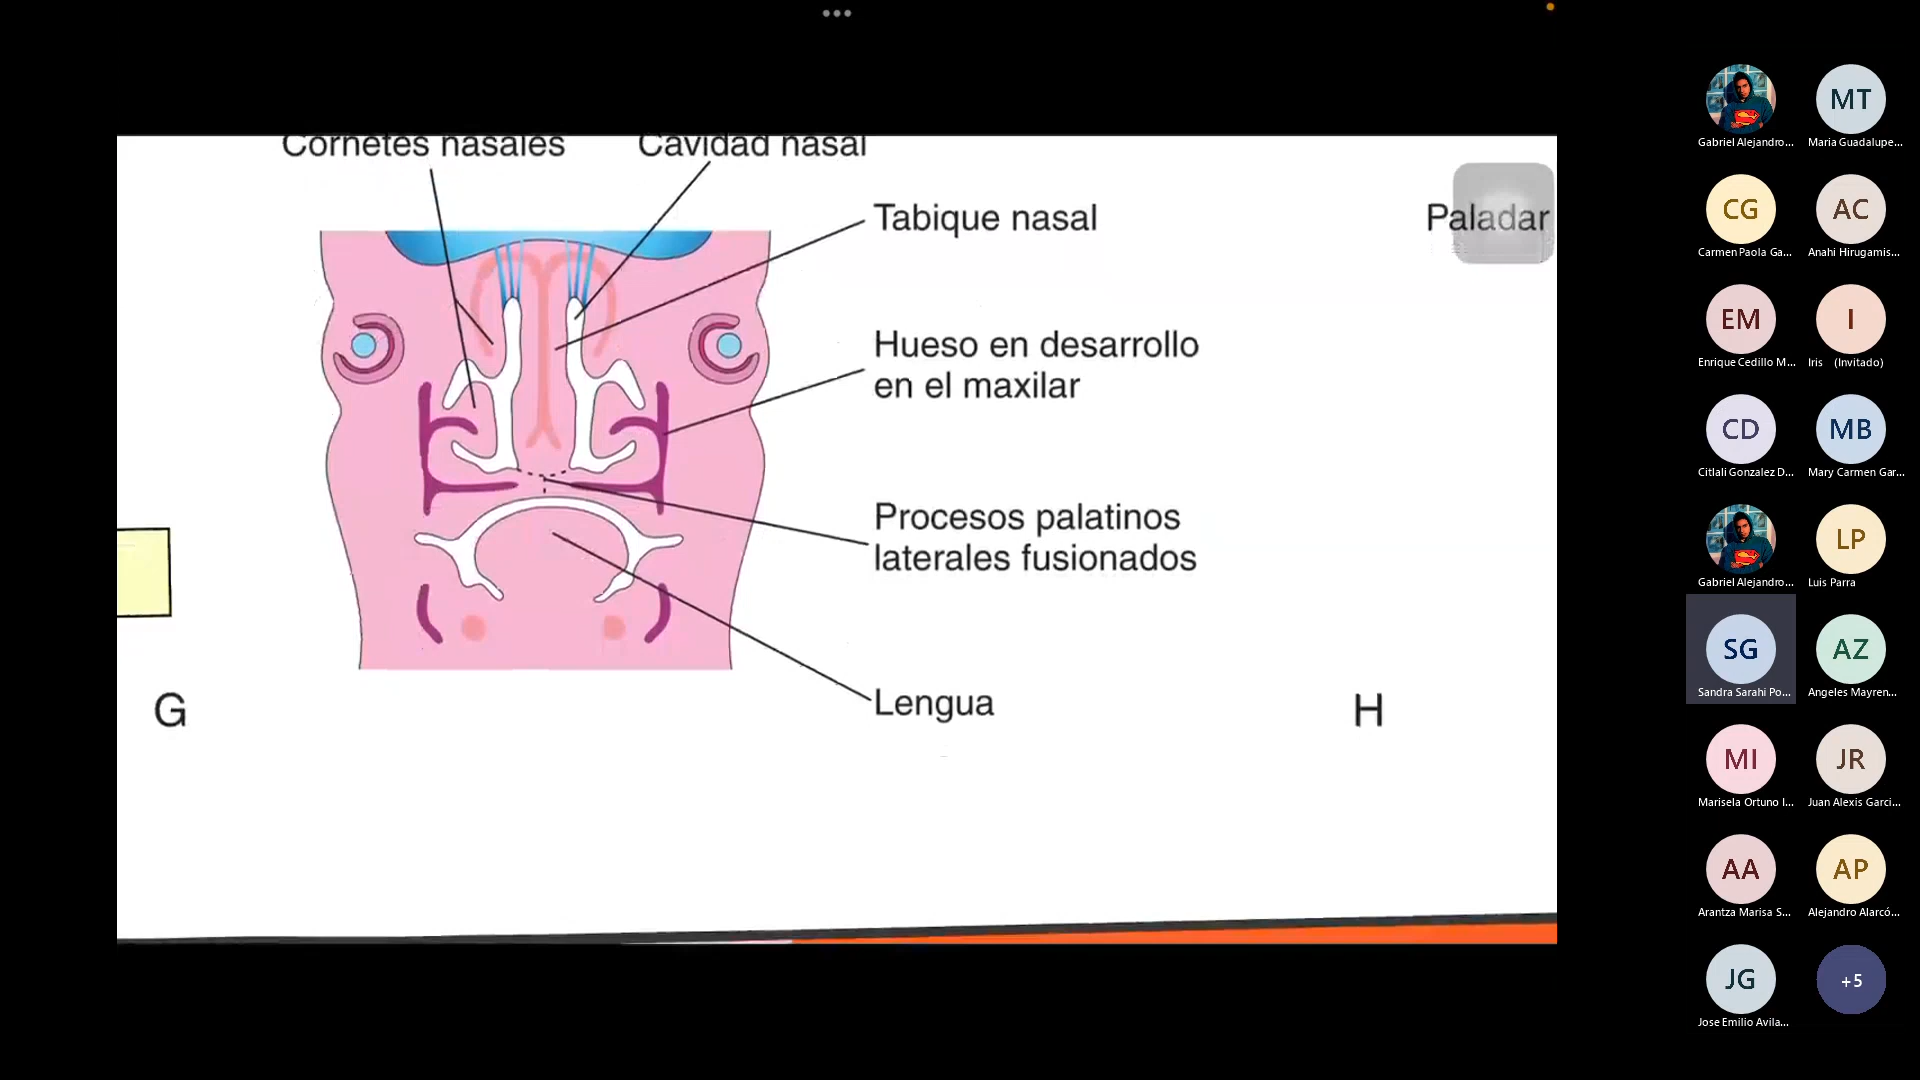 Cornetes nasales
Cavidad nasal
Tabique nasal
Paladar
Hueso en desarrollo
en el maxilar
Procesos palatinos
laterales fusionados
Lengua
G
H
Gabriel Alejandro...
MT
Maria Guadalupe...
CG
Carmen Paola Ga...
AC
Anahi Hirugamis...
EM
Enrique Cedillo M...
I
Iris (Invitado)
CD
Citlali Gonzalez D...
MB
Mary Carmen Gar...
Gabriel Alejandro...
LP
Luis Parra
SG
Sandra Sarahi Po...
AZ
Angeles Mayren...
MI
Marisela Ortuno I...
JR
Juan Alexis Garci...
AA
Arantza Marisa S...
AP
Alejandro Alarcó...
JG
Jose Emilio Avila...
+5